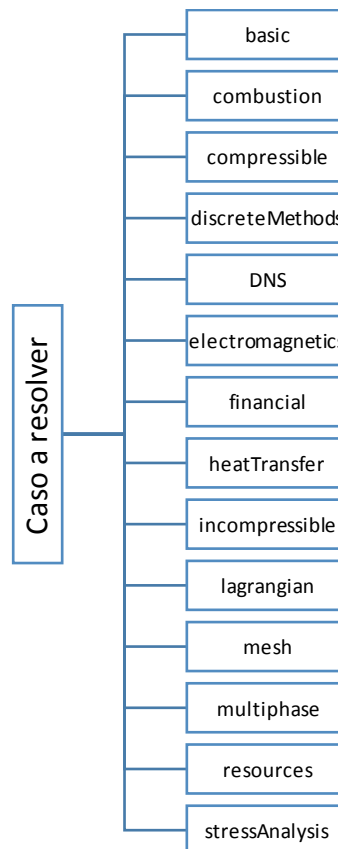 Caso a resolver
basic
combustion
compressible
discreteMethods
DNS
electromagnetics
financial
heatTransfer
incompressible
lagrangian
mesh
multiphase
resources
stressAnalysis